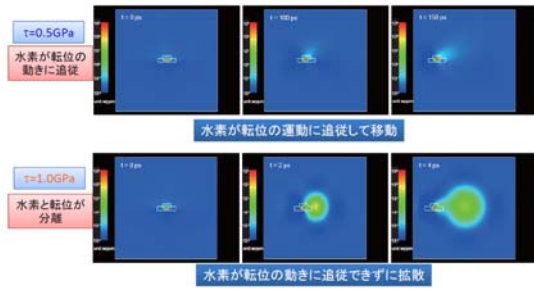 τ=0.5GPa
水素が転位の
動きに追従
t = 0 ps
t = 100 ps
t = 150 ps
水素が転位の運動に追従して移動
τ=1.0GPa
水素と転位が
分離
t = 0 ps
t = 2 ps
t = 4 ps
水素が転位の動きに追従できずに拡散